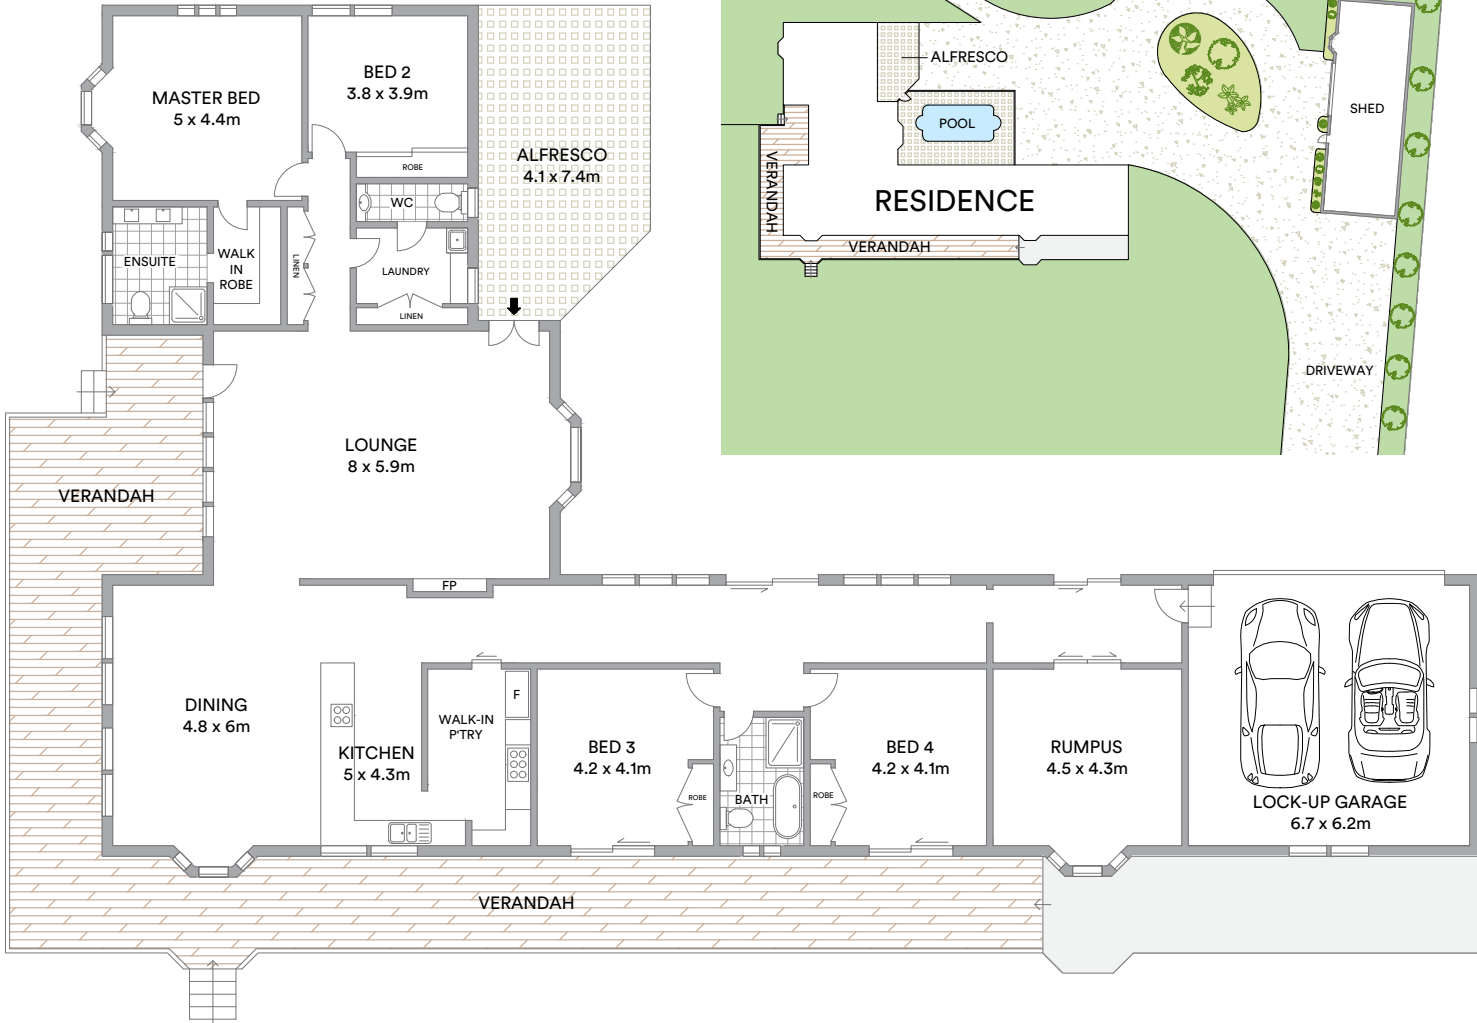 MASTER BED
5 x 4.4m
BED 2
3.8 x 3.9m
ROBE
WC
ALFRESCO
4.1 x 7.4m
ENSUITE
WALK
IN
ROBE
LINEN
LAUNDRY
LINEN
VERANDAH
LOUNGE
8 x 5.9m
FP
DINING
4.8 x 6m
KITCHEN
5 x 4.3m
WALK-IN
P'TRY
F
BED 3
4.2 x 4.1m
ROBE
BATH
ROBE
BED 4
4.2 x 4.1m
RUMPUS
4.5 x 4.3m
LOCK-UP GARAGE
6.7 x 6.2m
VERANDAH
ALFRESCO
POOL
SHED
VERANDAH
RESIDENCE
VERANDAH
DRIVEWAY